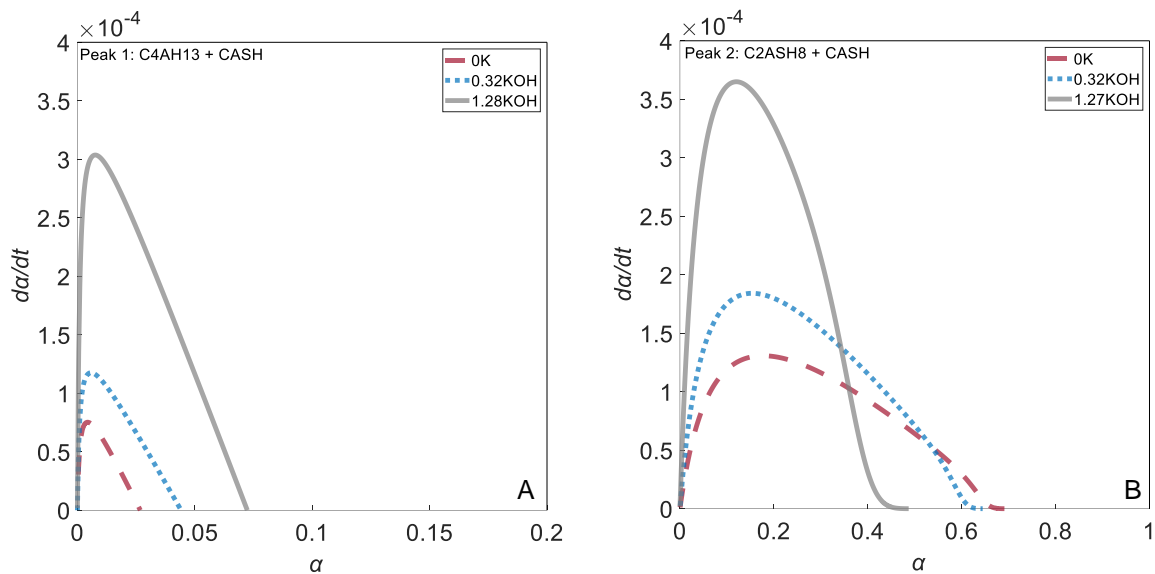 ×10-4
4
3.5
3
2.5
2
1.5
1
0.5
0
0
0.05
0.1
0.15
0.2
dα/dt
α
Peak 1: C4AH13 + CASH
0K
0.32KOH
1.28KOH
A
×10-4
4
3.5
3
2.5
2
1.5
1
0.5
0
0
0.2
0.4
0.6
0.8
1
dα/dt
α
Peak 2: C2ASH8 + CASH
0K
0.32KOH
1.27KOH
B